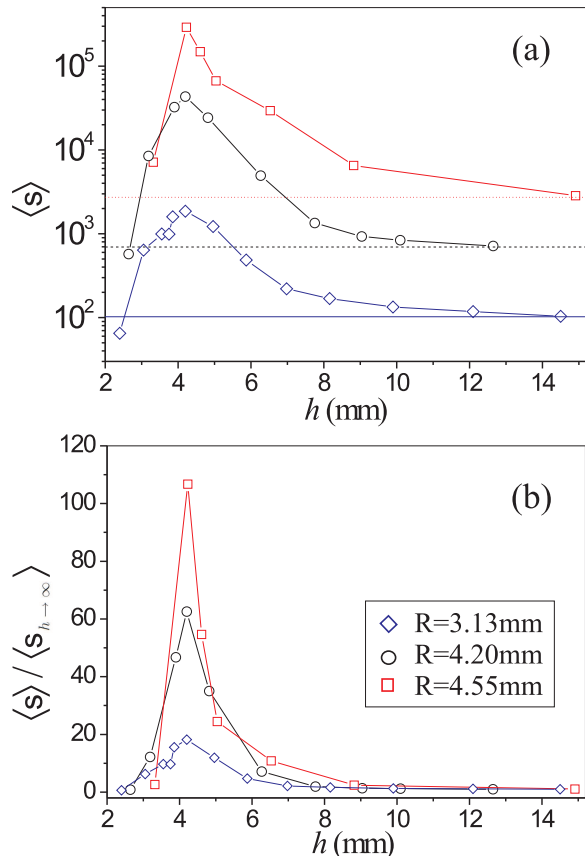 (a)
10⁵
10⁴
10³
10²
⟨s⟩
2 4 6 8 10 12 14
h (mm)
(b)
120
100
80
60
40
20
0
⟨s⟩ / ⟨s_{h → ∞}⟩
R=3.13mm
R=4.20mm
R=4.55mm
2 4 6 8 10 12 14
h (mm)